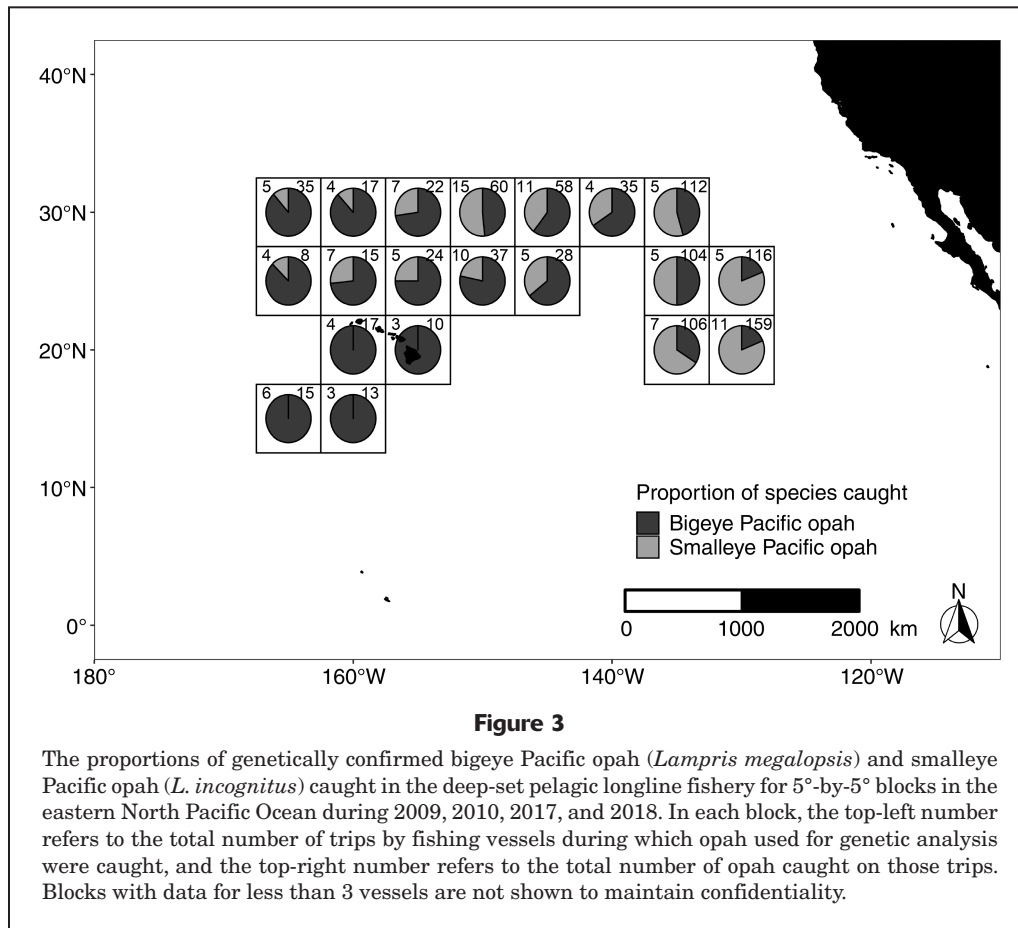 40°N
5 35 4 17 7 22 15 60 11 58 4 35 5 112
30°N
4 8 7 15 5 24 10 37 5 28 5 104 5 116
4 17 3 10 7 106 11 159
20°N
6 15 3 13
10°N
Proportion of species caught
Bigeye Pacific opah
Smalleye Pacific opah
N
0 1000 2000 km
0°
180° 160°W 140°W 120°W
Figure 3
The proportions of genetically confirmed bigeye Pacific opah (Lampris megalopsis) and smalleye
Pacific opah (L. incognitus) caught in the deep-set pelagic longline fishery for 5°-by-5° blocks in the
eastern North Pacific Ocean during 2009, 2010, 2017, and 2018. In each block, the top-left number
refers to the total number of trips by fishing vessels during which opah used for genetic analysis
were caught, and the top-right number refers to the total number of opah caught on those trips.
Blocks with data for less than 3 vessels are not shown to maintain confidentiality.